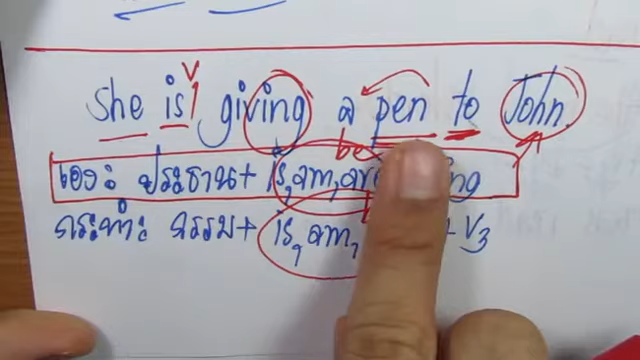 V
she is giving a pen to John.
be
เอง: ประธาน+ is, am, are ing
กระทำ: กรรม+ is, am, + V3